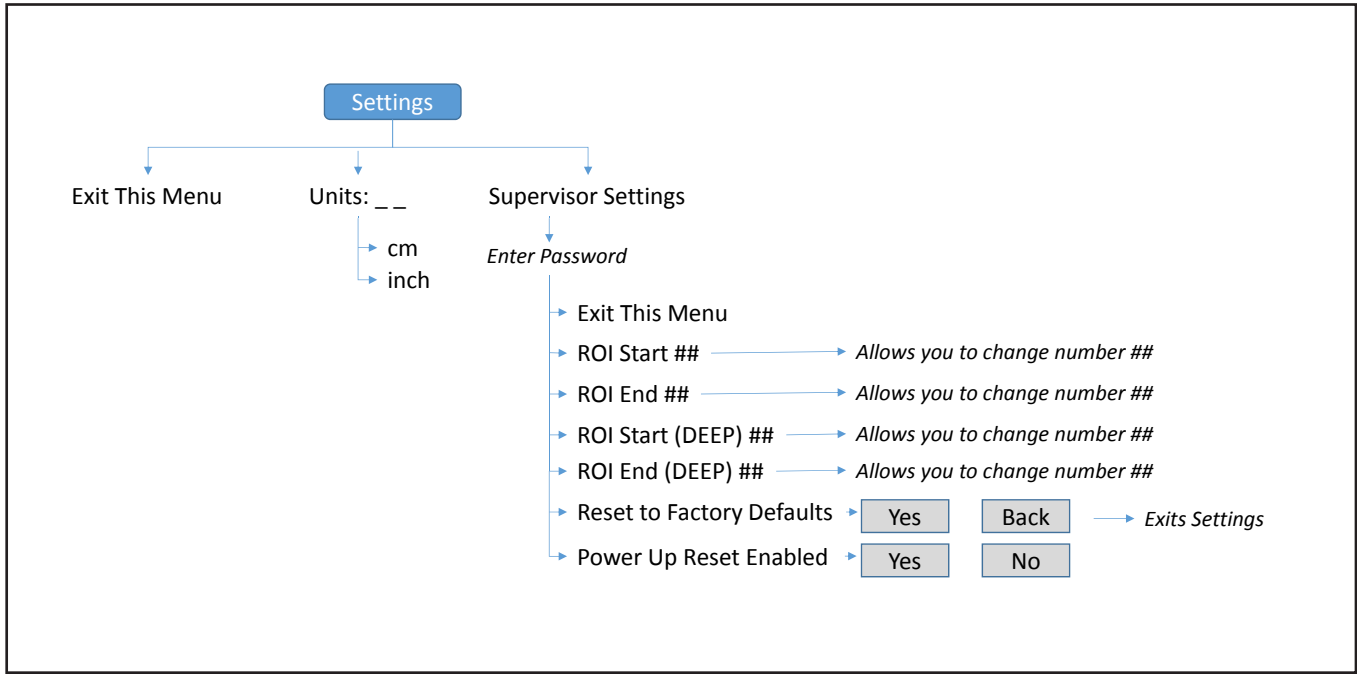 Settings
Exit This Menu
Units: _ _
Supervisor Settings
cm
inch
Enter Password
Exit This Menu
ROI Start ##
Allows you to change number ##
ROI End ##
Allows you to change number ##
ROI Start (DEEP) ##
Allows you to change number ##
ROI End (DEEP) ##
Allows you to change number ##
Reset to Factory Defaults
Yes
Back
Exits Settings
Power Up Reset Enabled
Yes
No